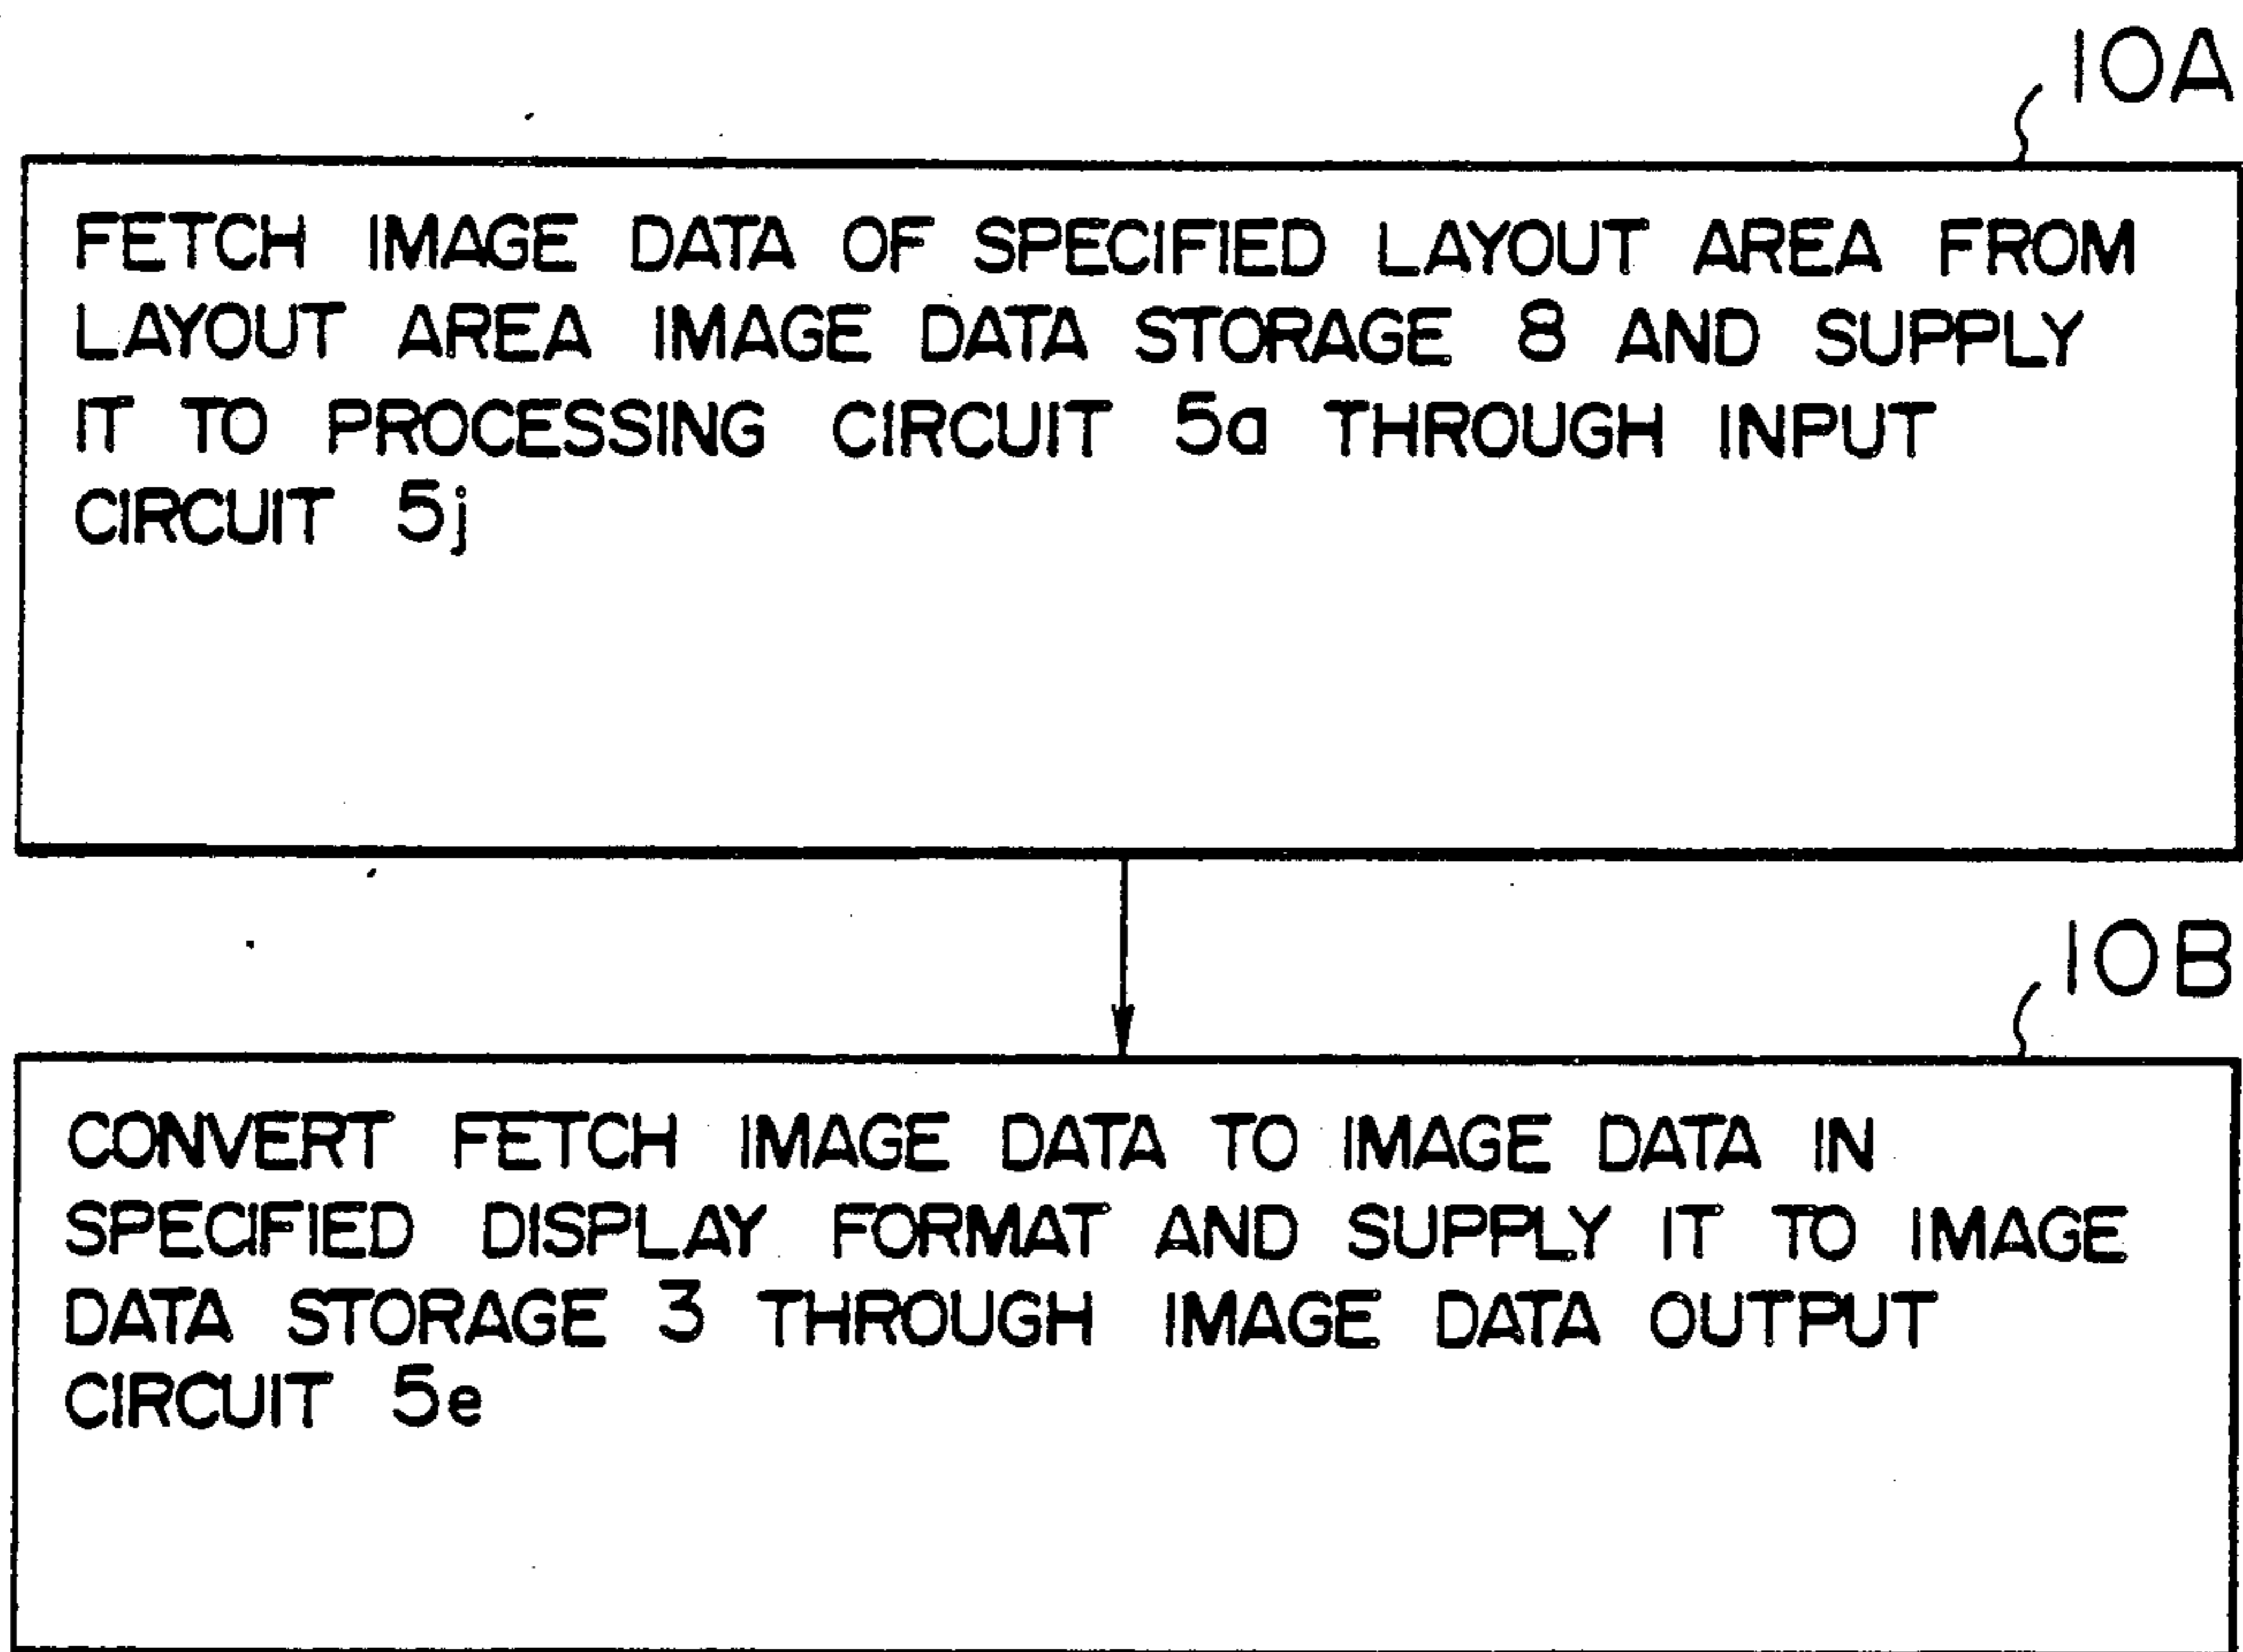 10A
FETCH IMAGE DATA OF SPECIFIED LAYOUT AREA FROM
LAYOUT AREA IMAGE DATA STORAGE 8 AND SUPPLY
IT TO PROCESSING CIRCUIT 5a THROUGH INPUT
CIRCUIT 5j
10B
CONVERT FETCH IMAGE DATA TO IMAGE DATA IN
SPECIFIED DISPLAY FORMAT AND SUPPLY IT TO IMAGE
DATA STORAGE 3 THROUGH IMAGE DATA OUTPUT
CIRCUIT 5e